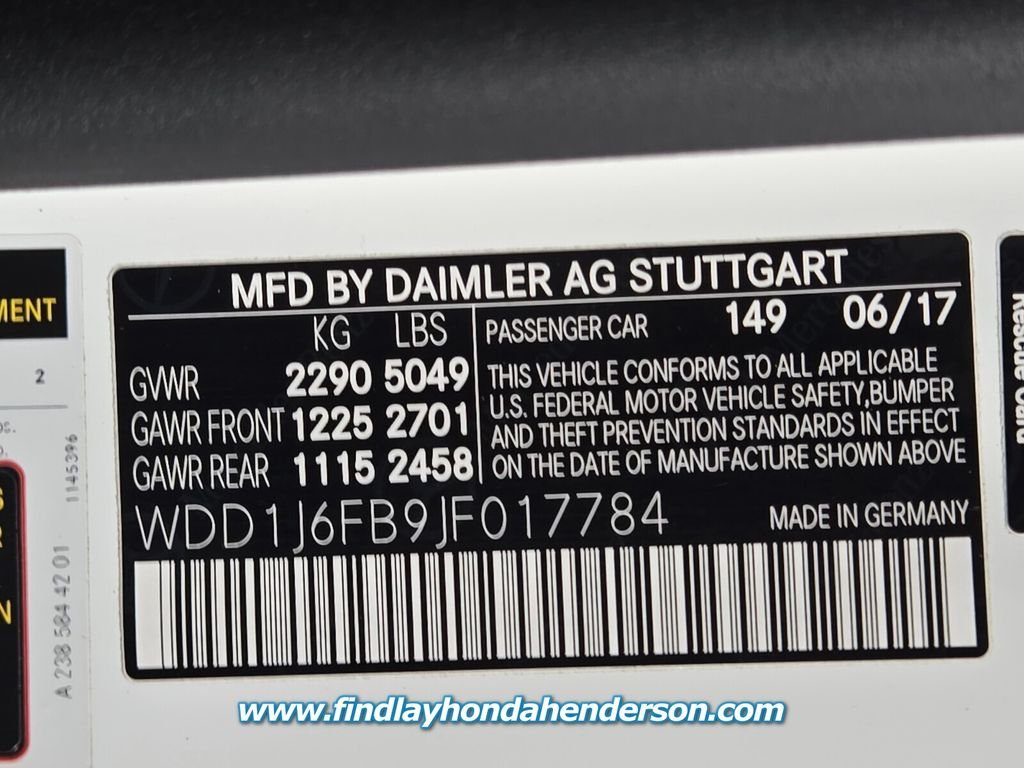 MFD BY DAIMLER AG STUTTGART
KG LBS
GVWR 2290 5049
GAWR FRONT 1225 2701
GAWR REAR 1115 2458
PASSENGER CAR 149 06/17
THIS VEHICLE CONFORMS TO ALL APPLICABLE
U.S. FEDERAL MOTOR VEHICLE SAFETY,BUMPER
AND THEFT PREVENTION STANDARDS IN EFFECT
ON THE DATE OF MANUFACTURE SHOWN ABOVE
WDD1J6FB9JF017784
MADE IN GERMANY
MENT
2
1145396
A 238 584 42 01
Rescue Card
www.findlayhondahenderson.com